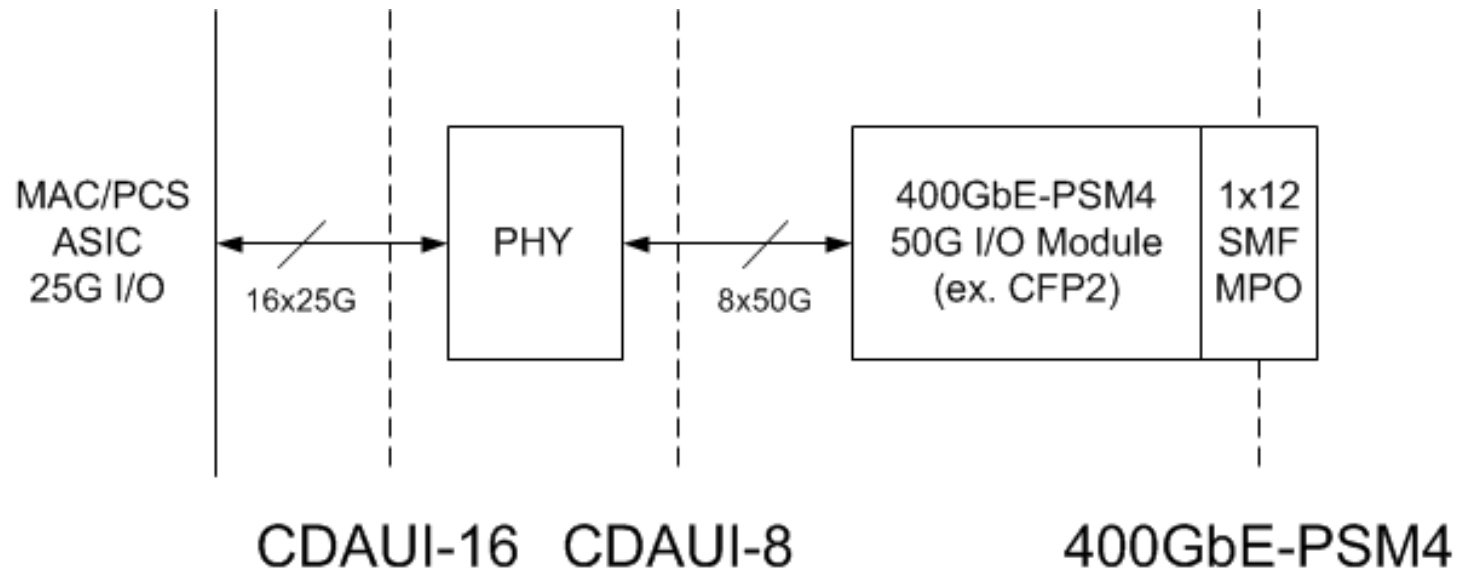 MAC/PCS
ASIC
25G I/O
16x25G
PHY
8x50G
400GbE-PSM4
50G I/O Module
(ex. CFP2)
1x12
SMF
MPO
CDAUI-16
CDAUI-8
400GbE-PSM4